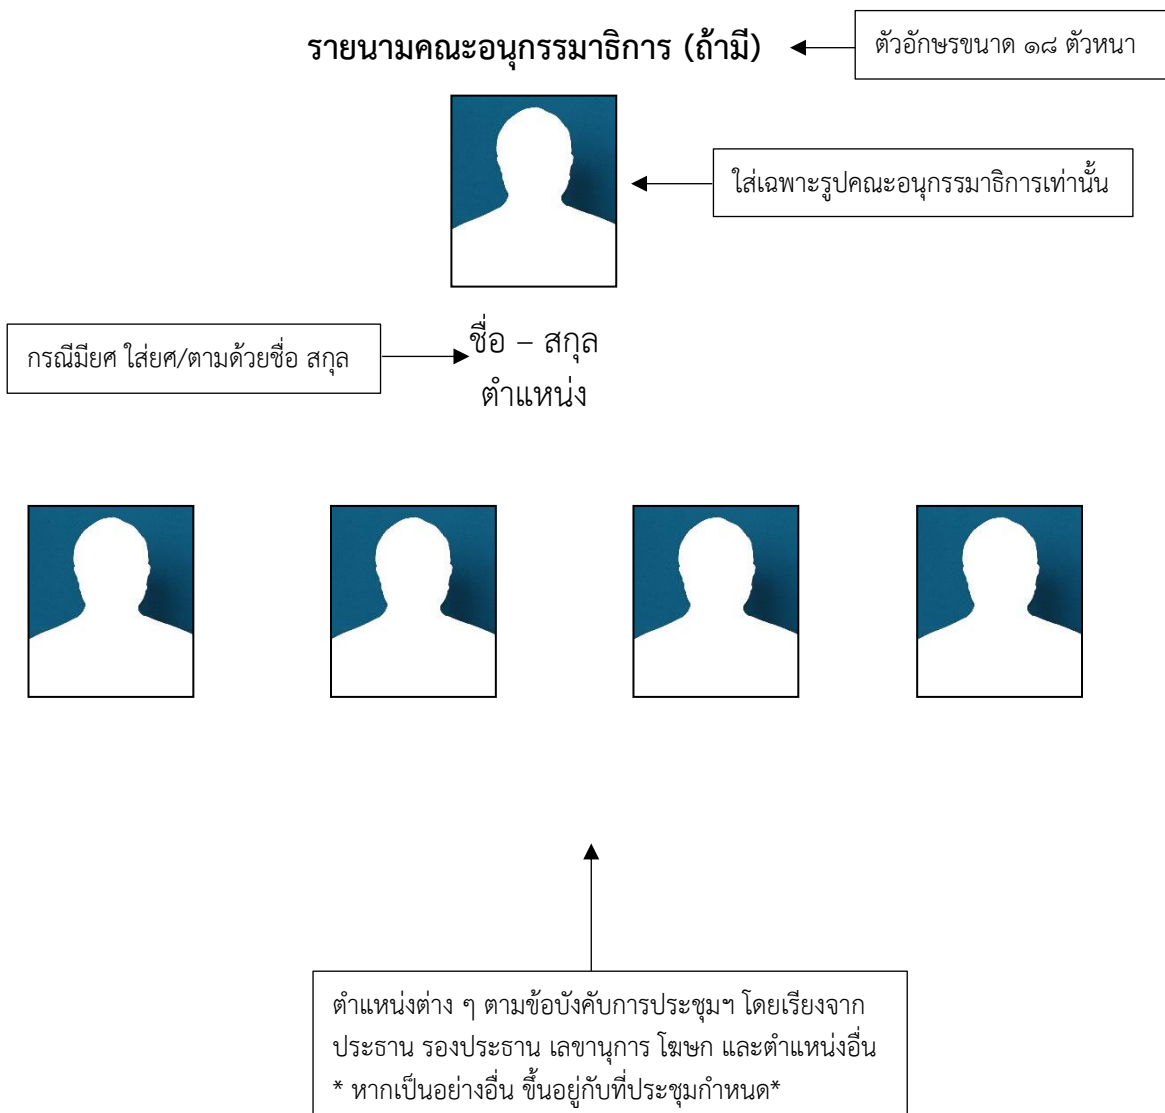 รายนามคณะอนุกรรมาธิการ (ถ้ามี)
ตัวอักษรขนาด ๑๘ ตัวหนา
ใส่เฉพาะรูปคณะอนุกรรมาธิการเท่านั้น
กรณีมียศ ใส่ยศ/ตามด้วยชื่อ สกุล
ชื่อ – สกุล
ตำแหน่ง
ตำแหน่งต่าง ๆ ตามข้อบังคับการประชุมฯ โดยเรียงจาก
ประธาน รองประธาน เลขานุการ โฆษก และตำแหน่งอื่น
* หากเป็นอย่างอื่น ขึ้นอยู่กับที่ประชุมกำหนด*